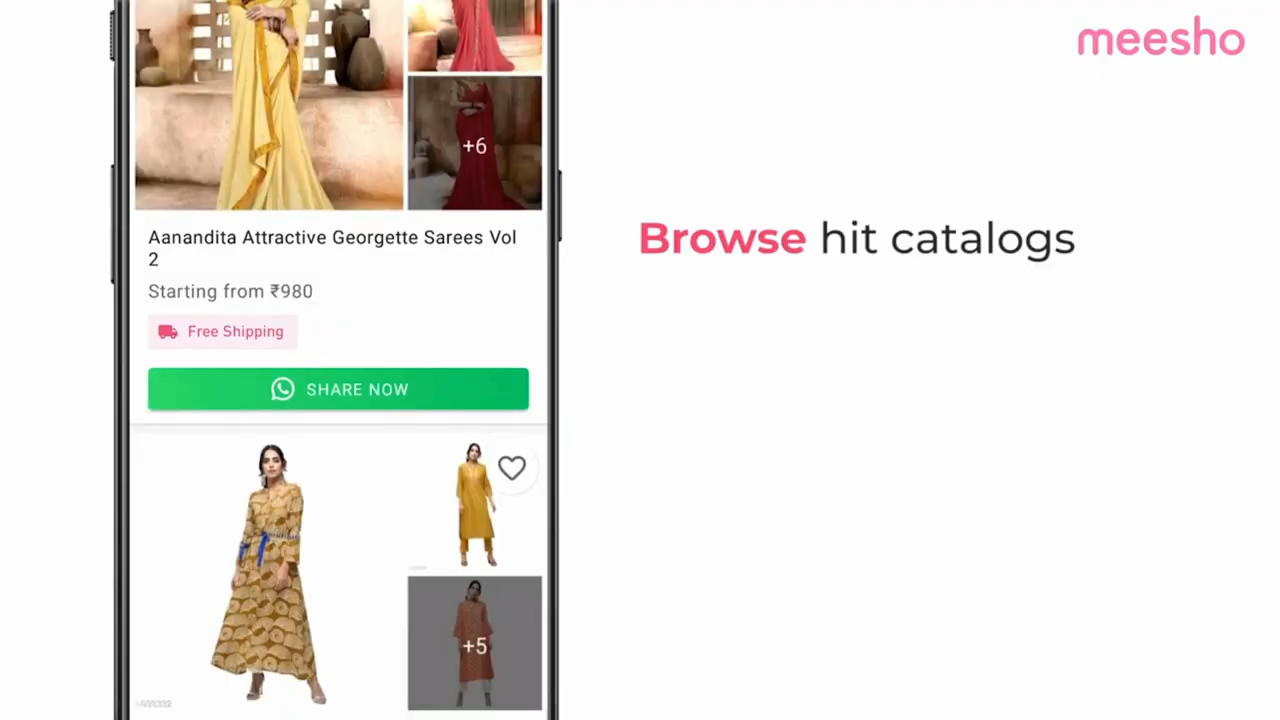 meesho
+6
Aanandita Attractive Georgette Sarees Vol
2
Starting from ₹980
Free Shipping
SHARE NOW
+5
Browse hit catalogs